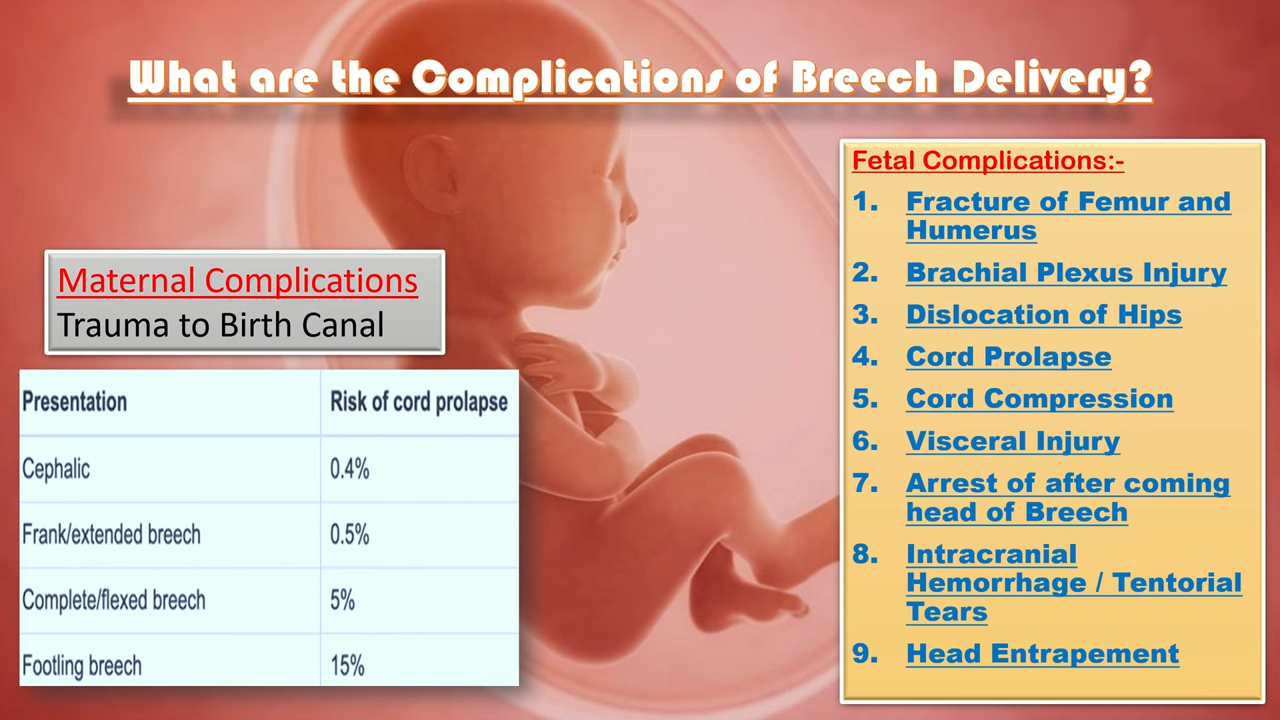 What are the Complications of Breech Delivery?
Maternal Complications
Trauma to Birth Canal
Presentation Risk of cord prolapse
Cephalic 0.4%
Frank/extended breech 0.5%
Complete/flexed breech 5%
Footling breech 15%
Fetal Complications:-
1. Fracture of Femur and
Humerus
2. Brachial Plexus Injury
3. Dislocation of Hips
4. Cord Prolapse
5. Cord Compression
6. Visceral Injury
7. Arrest of after coming
head of Breech
8. Intracranial
Hemorrhage / Tentorial
Tears
9. Head Entrapement